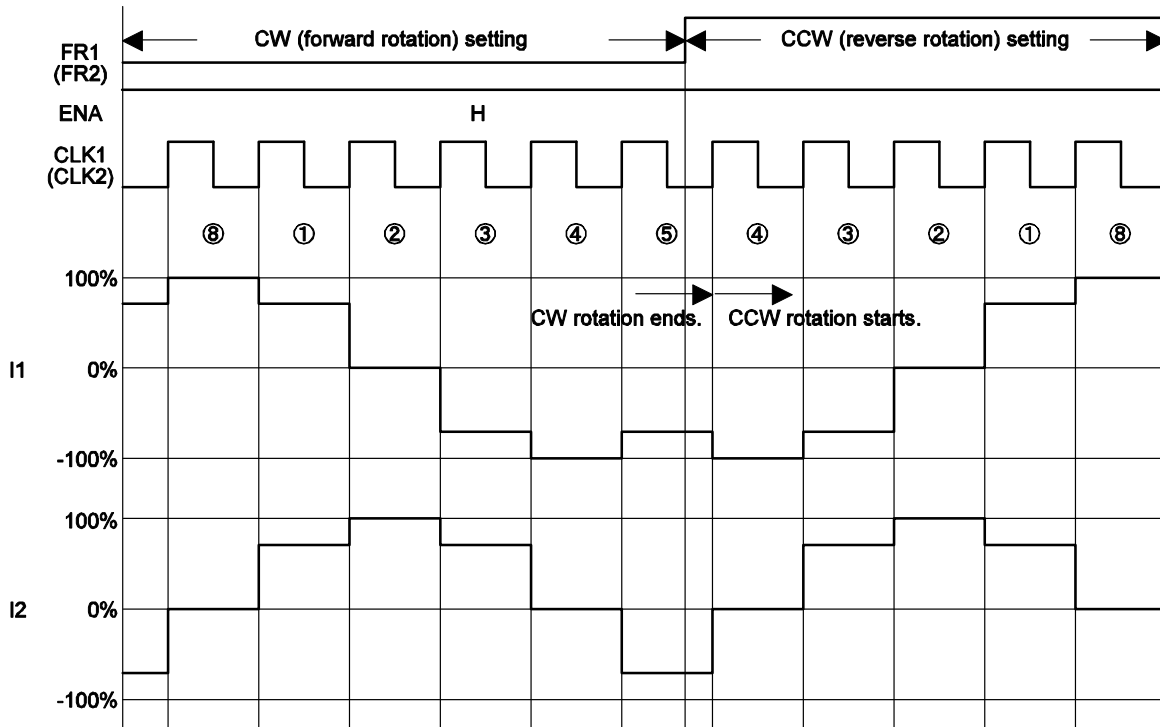 CW (forward rotation) setting
CCW (reverse rotation) setting
FR1
(FR2)
ENA
H
CLK1
(CLK2)
⑧ ① ② ③ ④ ⑤ ④ ③ ② ① ⑧
100%
CW rotation ends.
CCW rotation starts.
I1
0%
-100%
100%
I2
0%
-100%